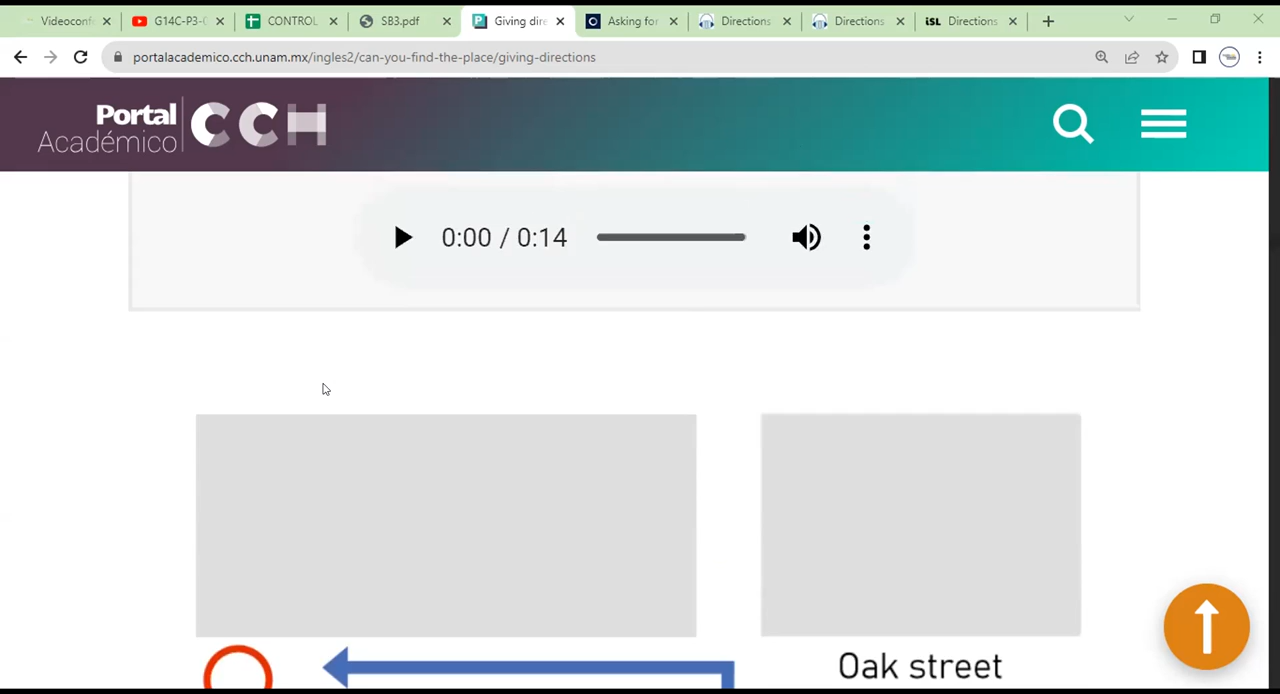 Videoconf
G14C-P3-
CONTROL
SB3.pdf
Giving dire
Asking for
Directions
Directions
iSL Directions
portalacademico.cch.unam.mx/ingles2/can-you-find-the-place/giving-directions
Portal
Académico
CCH
0:00 / 0:14
Oak street